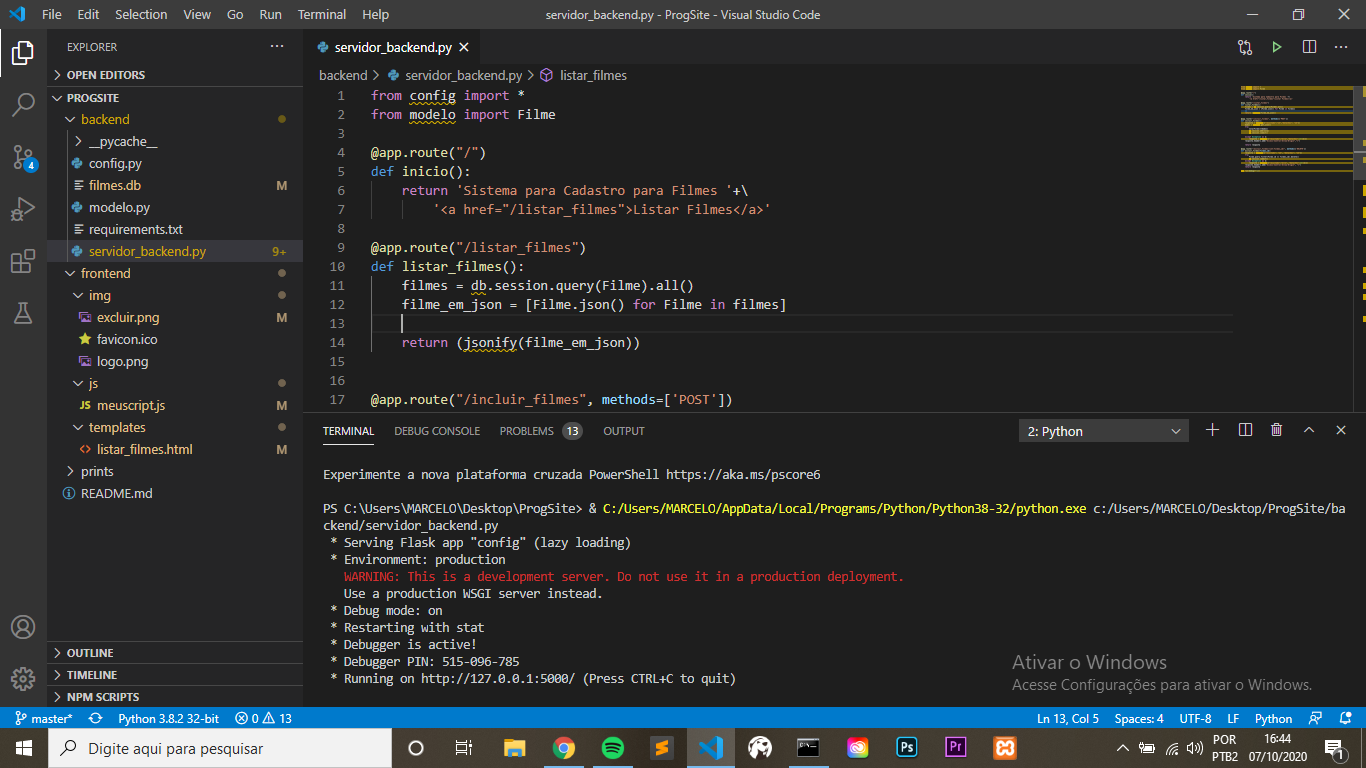 File Edit Selection View Go Run Terminal Help
servidor_backend.py - ProgSite - Visual Studio Code
EXPLORER
OPEN EDITORS
PROGSITE
backend
__pycache__
config.py
filmes.db M
modelo.py
requirements.txt
servidor_backend.py 9+
frontend
img
excluir.png M
favicon.ico
logo.png
js
JS meuscript.js M
templates
listar_filmes.html M
prints
README.md
OUTLINE
TIMELINE
NPM SCRIPTS
4
servidor_backend.py
backend > servidor_backend.py > listar_filmes
1 from config import *
2 from modelo import Filme
3
4 @app.route("/")
5 def inicio():
6 return 'Sistema para Cadastro para Filmes '+\
7 '<a href="/listar_filmes">Listar Filmes</a>'
8
9 @app.route("/listar_filmes")
10 def listar_filmes():
11 filmes = db.session.query(Filme).all()
12 filme_em_json = [Filme.json() for Filme in filmes]
13
14 return (jsonify(filme_em_json))
15
16
17 @app.route("/incluir_filmes", methods=['POST'])
TERMINAL DEBUG CONSOLE PROBLEMS 13 OUTPUT
2: Python
Experimente a nova plataforma cruzada PowerShell https://aka.ms/pscore6
PS C:\Users\MARCELO\Desktop\ProgSite> & C:/Users/MARCELO/AppData/Local/Programs/Python/Python38-32/python.exe c:/Users/MARCELO/Desktop/ProgSite/ba
ckend/servidor_backend.py
* Serving Flask app "config" (lazy loading)
* Environment: production
WARNING: This is a development server. Do not use it in a production deployment.
Use a production WSGI server instead.
* Debug mode: on
* Restarting with stat
* Debugger is active!
* Debugger PIN: 515-096-785
* Running on http://127.0.0.1:5000/ (Press CTRL+C to quit)
Ativar o Windows
Acesse Configurações para ativar o Windows.
master* Python 3.8.2 32-bit 0 13
Ln 13, Col 5 Spaces: 4 UTF-8 LF Python
Digite aqui para pesquisar
Ps
Pr
POR
PTB2
16:44
07/10/2020
1